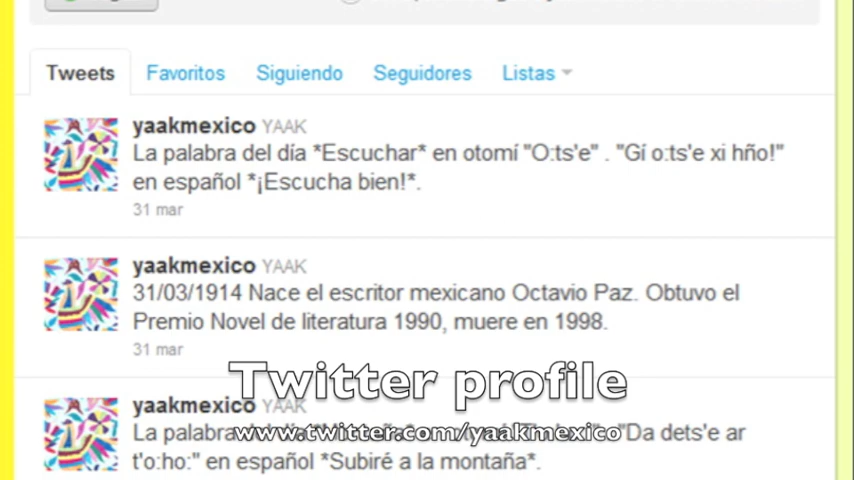 Tweets Favoritos Siguiendo Seguidores Listas
yaakmexico YAAK
La palabra del día *Escuchar* en otomí "O:ts'e" . "Gí o:ts'e xi hño!"
en español *¡Escucha bien!*.
31 mar
yaakmexico YAAK
31/03/1914 Nace el escritor mexicano Octavio Paz. Obtuvo el
Premio Novel de literatura 1990, muere en 1998.
31 mar
Twitter profile
yaakmexico YAAK
La palabra "Da dets'e ar
www.twitter.com/yaakmexico
t'o:ho:" en español *Subiré a la montaña*.